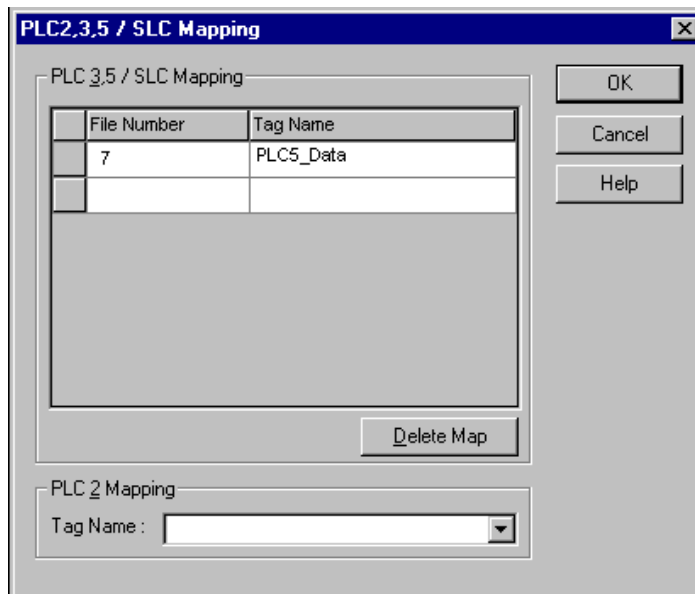 PLC2,3,5 / SLC Mapping
PLC 3,5 / SLC Mapping
File Number Tag Name
7 PLC5_Data
Delete Map
PLC 2 Mapping
Tag Name :
OK
Cancel
Help